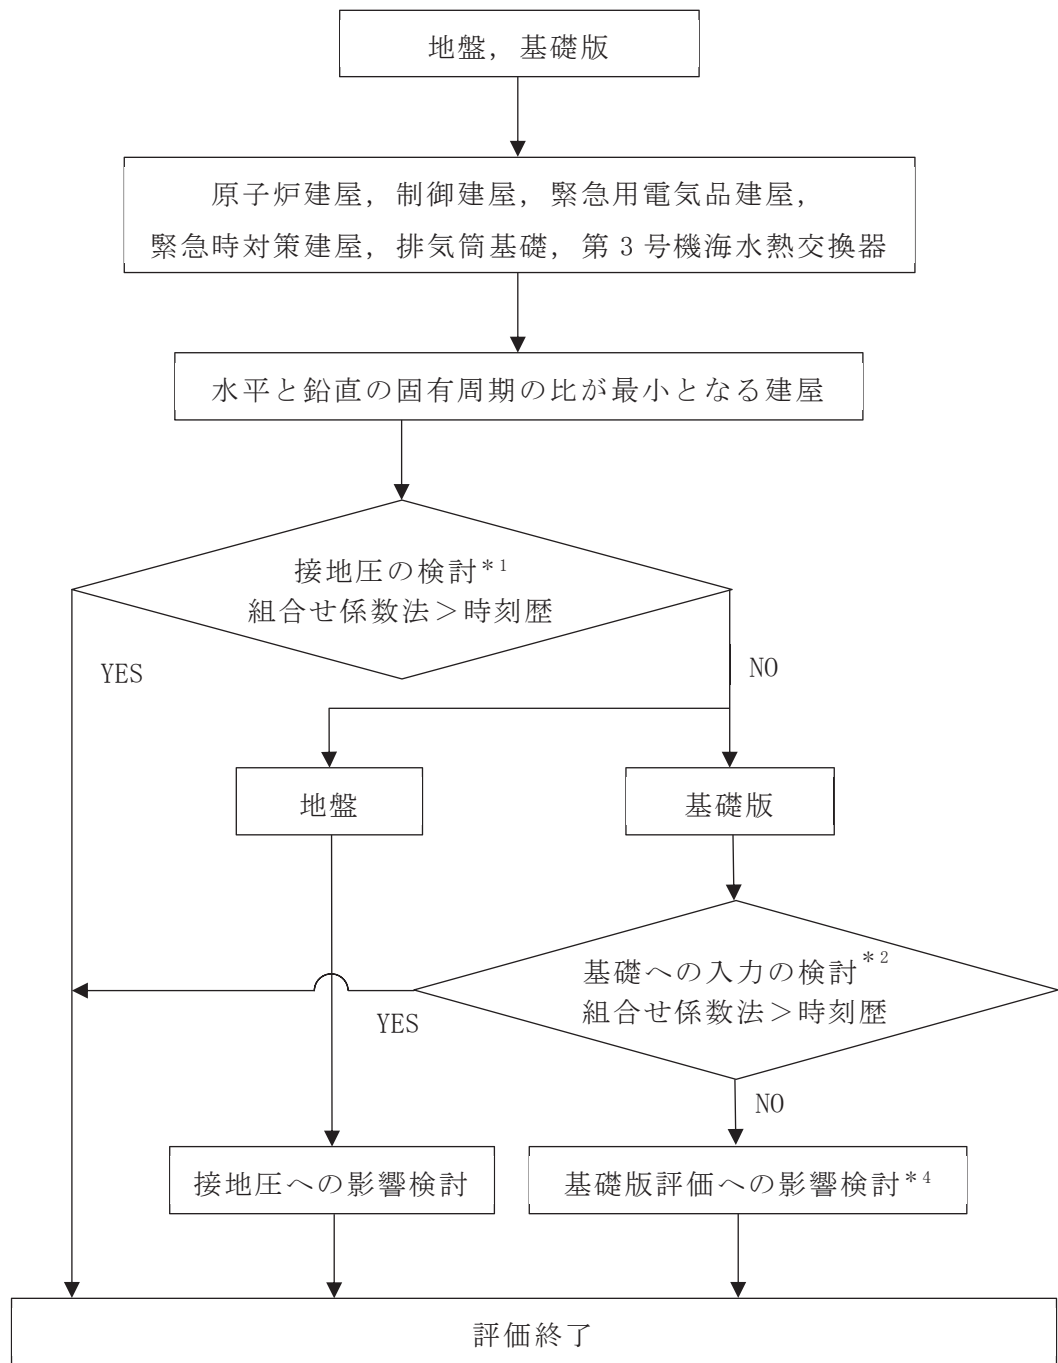 地盤，基礎版
原子炉建屋，制御建屋，緊急用電気品建屋，
緊急時対策建屋，排気筒基礎，第3号機海水熱交換器
水平と鉛直の固有周期の比が最小となる建屋
接地圧の検討*1
組合せ係数法＞時刻歴
YES
NO
地盤
基礎版
基礎への入力の検討*2
組合せ係数法＞時刻歴
YES
NO
接地圧への影響検討
基礎版評価への影響検討*4
評価終了